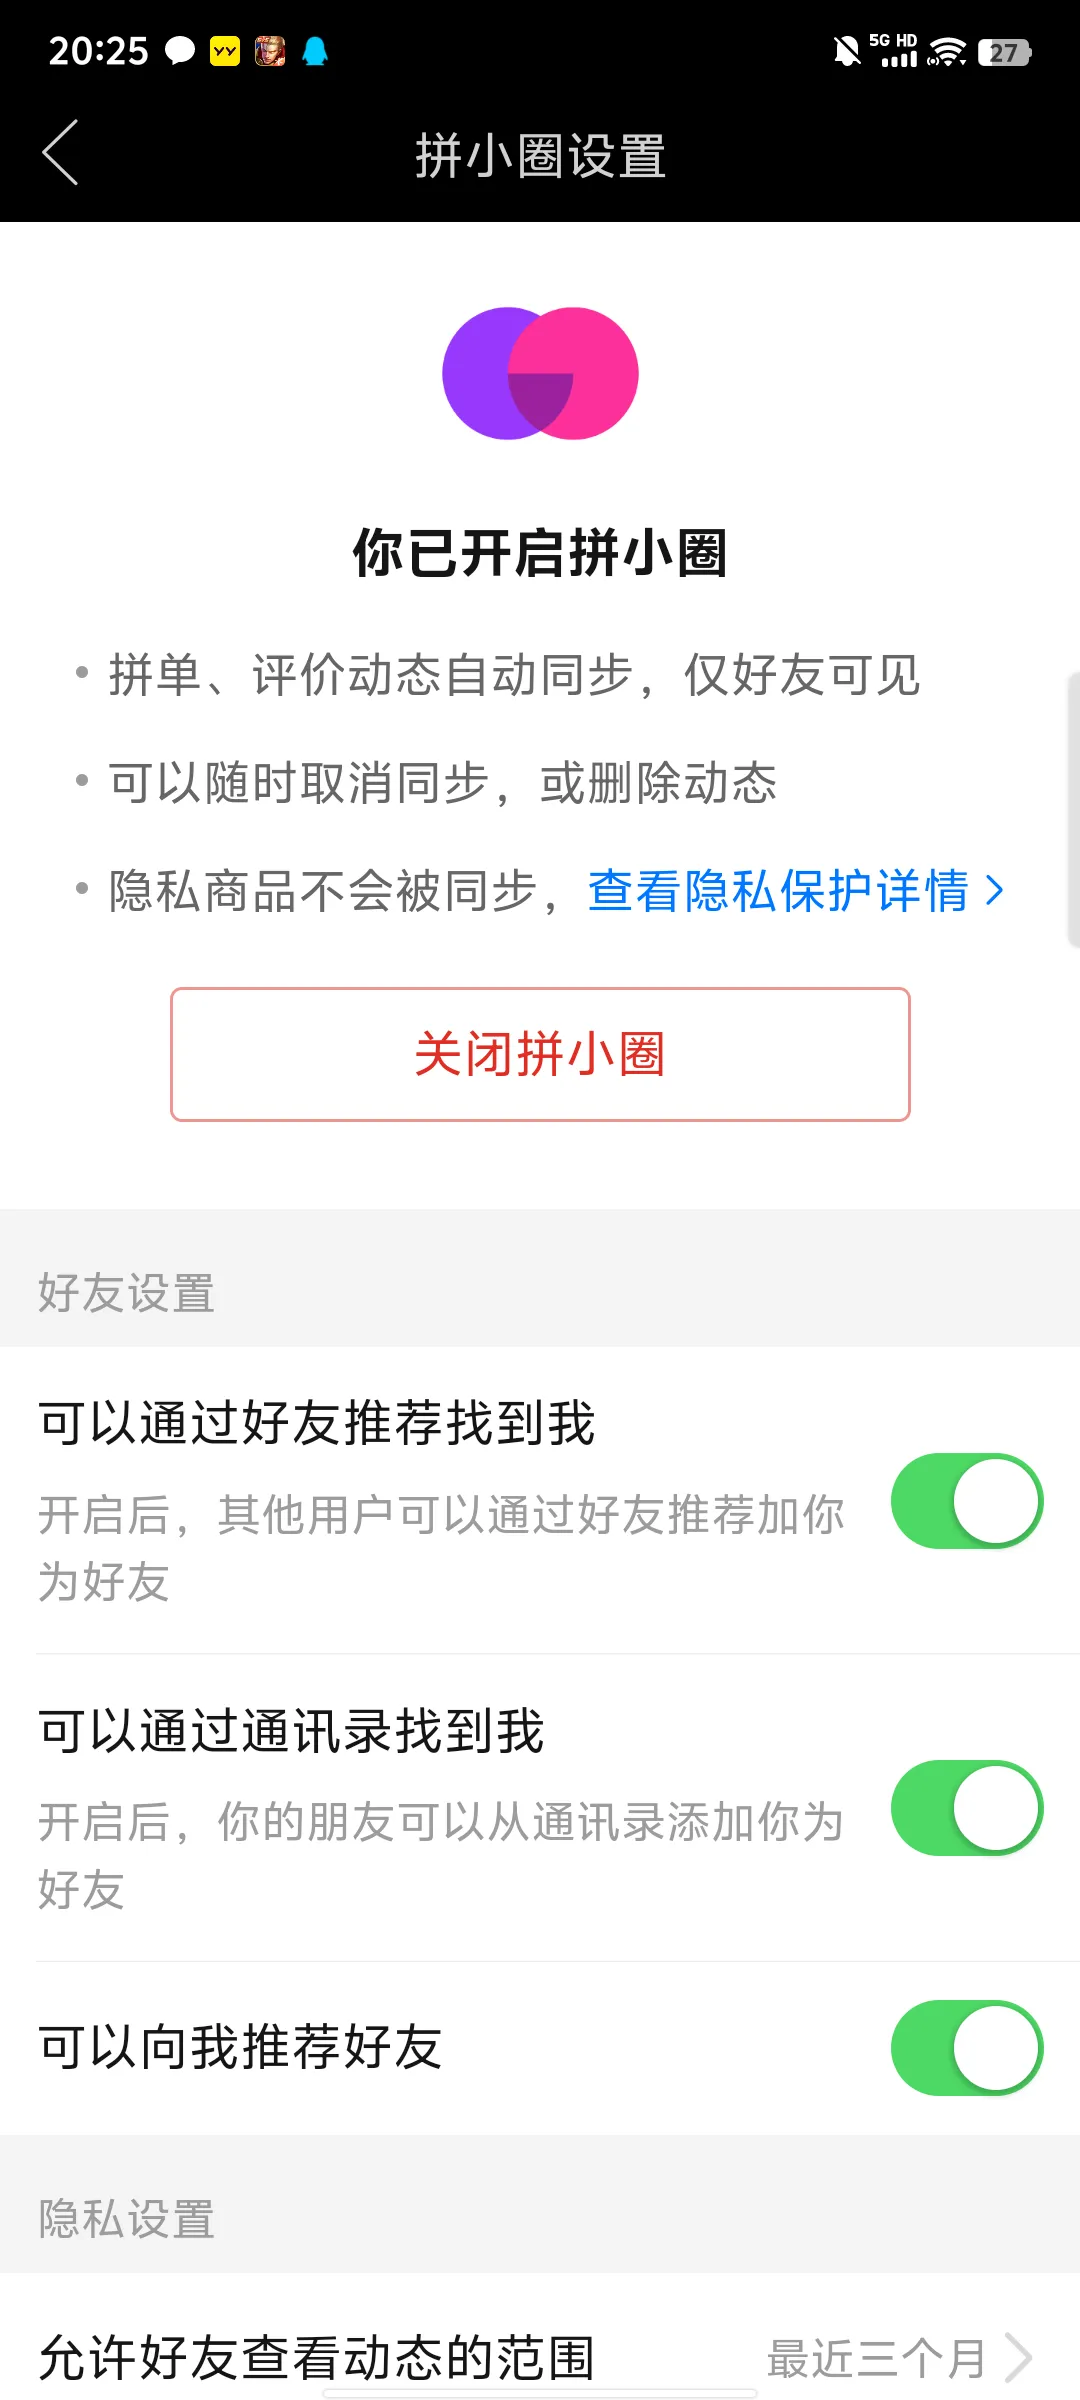 20:25
5G HD
27
拼小圈设置
你已开启拼小圈
• 拼单、评价动态自动同步，仅好友可见
• 可以随时取消同步，或删除动态
• 隐私商品不会被同步，查看隐私保护详情
关闭拼小圈
好友设置
可以通过好友推荐找到我
开启后，其他用户可以通过好友推荐加你
为好友
可以通过通讯录找到我
开启后，你的朋友可以从通讯录添加你为
好友
可以向我推荐好友
隐私设置
允许好友查看动态的范围 最近三个月